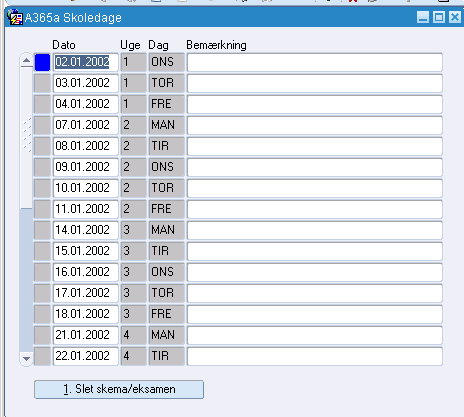 A365a Skoledage
Dato Uge Dag Bemærkning
02.01.2002 1 ONS
03.01.2002 1 TOR
04.01.2002 1 FRE
07.01.2002 2 MAN
08.01.2002 2 TIR
09.01.2002 2 ONS
10.01.2002 2 TOR
11.01.2002 2 FRE
14.01.2002 3 MAN
15.01.2002 3 TIR
16.01.2002 3 ONS
17.01.2002 3 TOR
18.01.2002 3 FRE
21.01.2002 4 MAN
22.01.2002 4 TIR
1. Slet skema/eksamen